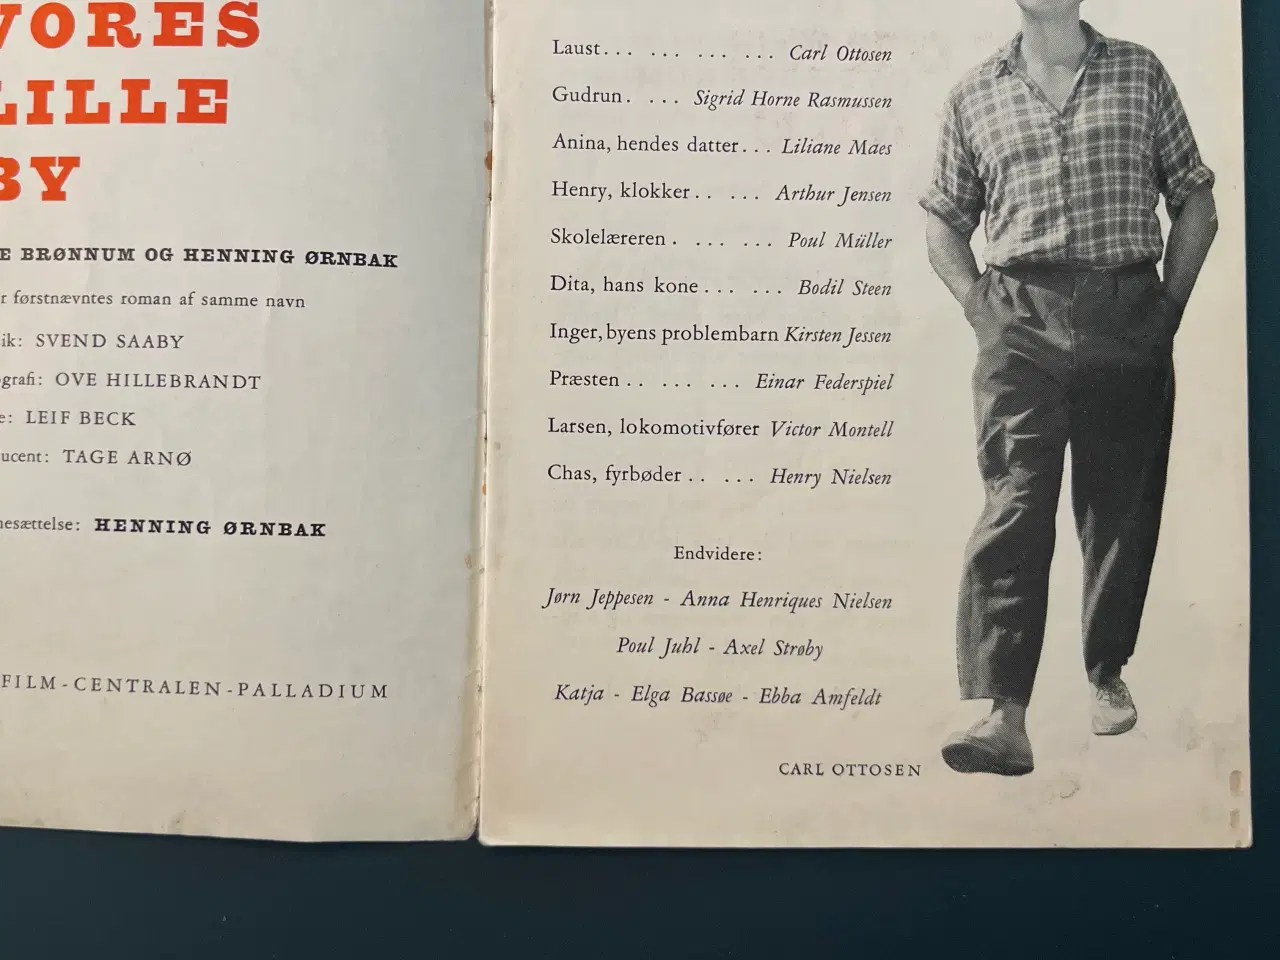 VORES
LILLE
BY
E BRØNNUM OG HENNING ØRNBAK
r førstnævntes roman af samme navn
ik: SVEND SAABY
grafi: OVE HILLEBRANDT
e: LEIF BECK
ucent: TAGE ARNØ
nesættelse: HENNING ØRNBAK
FILM-CENTRALEN-PALLADIUM
Laust... ... ... ... Carl Ottosen
Gudrun. ... Sigrid Horne Rasmussen
Anina, hendes datter... Liliane Maes
Henry, klokker.. ... Arthur Jensen
Skolelæreren. ... ... Poul Müller
Dita, hans kone... ... Bodil Steen
Inger, byens problembarn Kirsten Jessen
Præsten.. ... ... Einar Federspiel
Larsen, lokomotivfører Victor Montell
Chas, fyrbøder.. ... Henry Nielsen
Endvidere:
Jørn Jeppesen - Anna Henriques Nielsen
Poul Juhl - Axel Strøby
Katja - Elga Bassøe - Ebba Amfeldt
CARL OTTOSEN